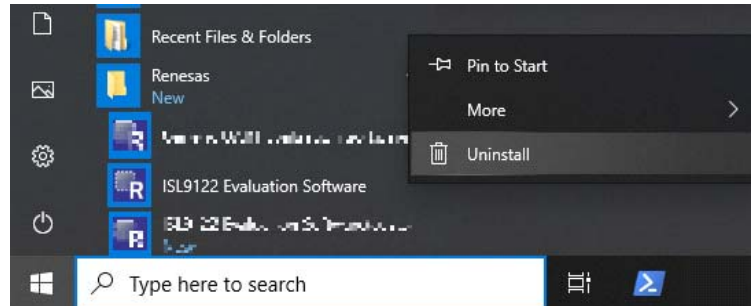 Recent Files & Folders
Renesas
New
ISL9122 Evaluation Software
Pin to Start
More
Uninstall
Type here to search